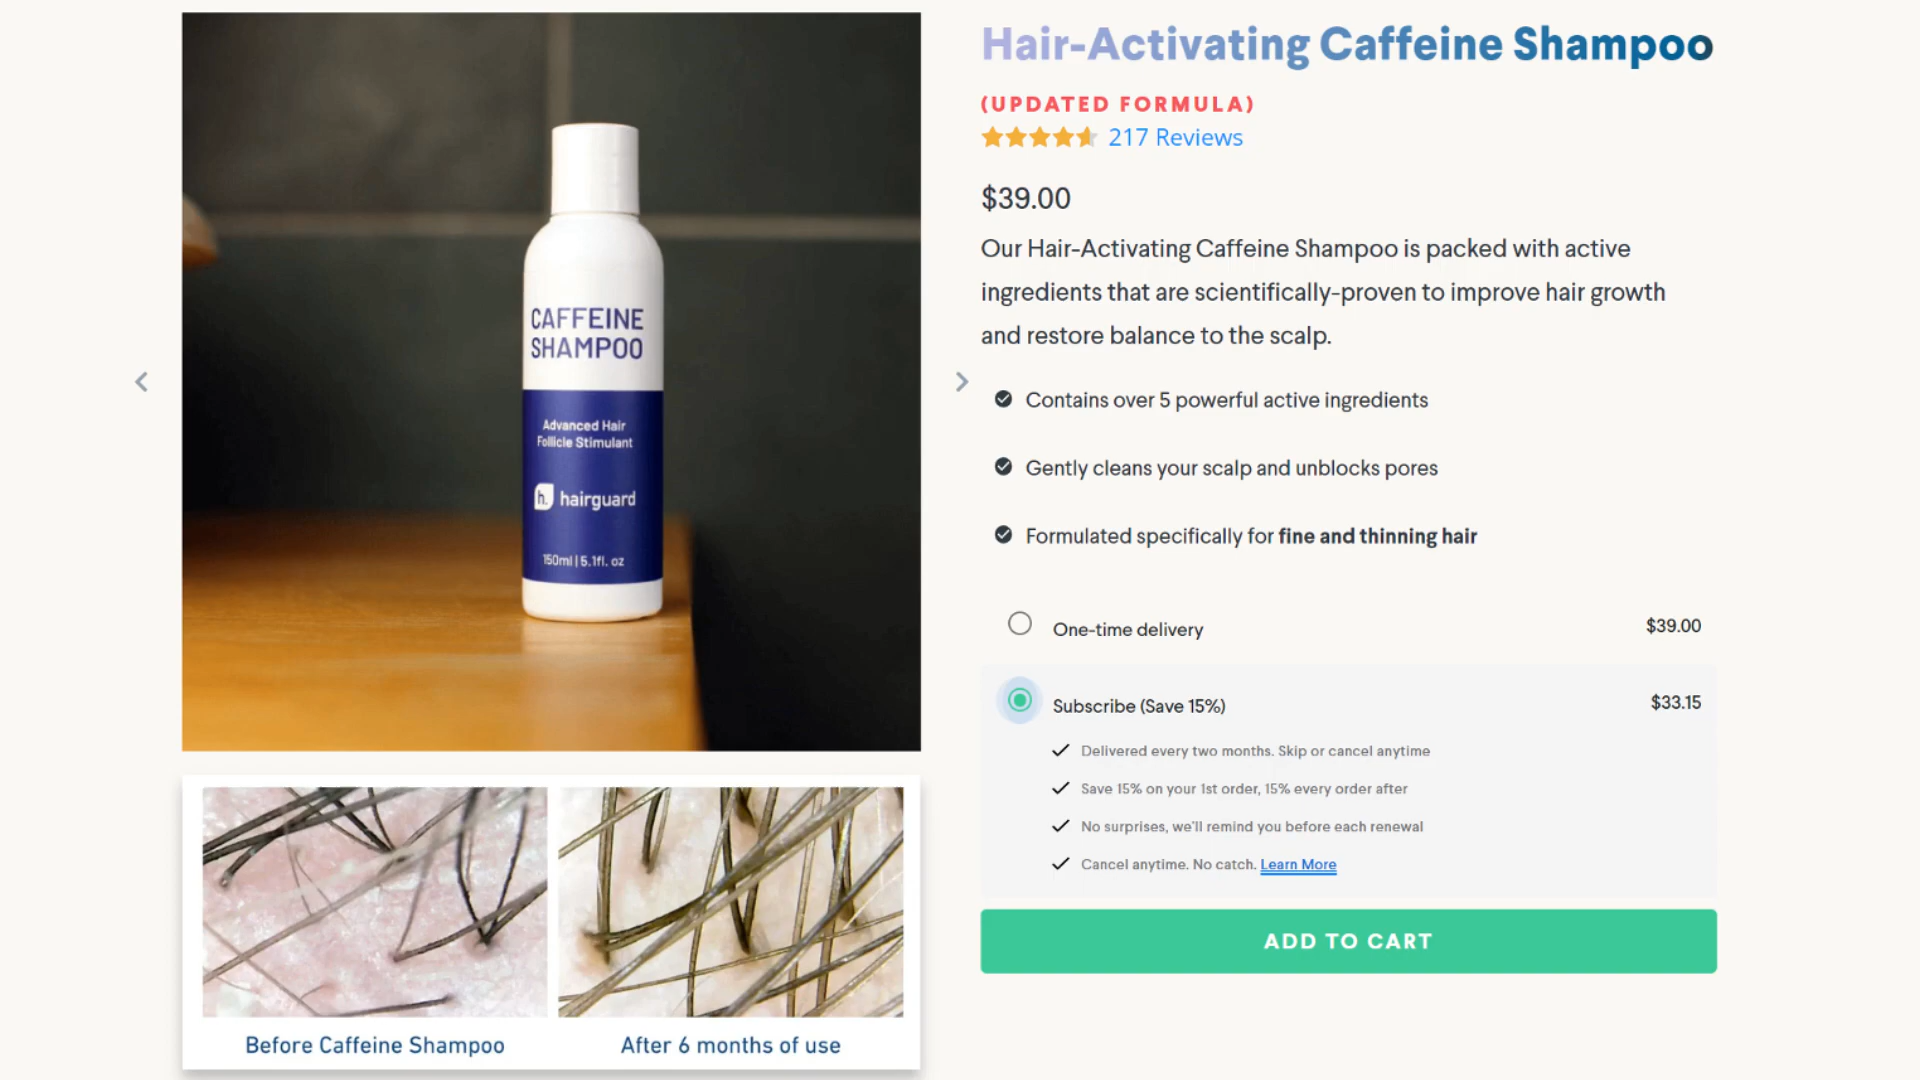 Hair-Activating Caffeine Shampoo
(UPDATED FORMULA)
217 Reviews
$39.00
Our Hair-Activating Caffeine Shampoo is packed with active
ingredients that are scientifically-proven to improve hair growth
and restore balance to the scalp.
Contains over 5 powerful active ingredients
Gently cleans your scalp and unblocks pores
Formulated specifically for fine and thinning hair
One-time delivery $39.00
Subscribe (Save 15%) $33.15
Delivered every two months. Skip or cancel anytime
Save 15% on your 1st order, 15% every order after
No surprises, we'll remind you before each renewal
Cancel anytime. No catch. Learn More
ADD TO CART
CAFFEINE
SHAMPOO
Advanced Hair
Follicle Stimulant
h. hairguard
150ml | 5.1fl. oz
Before Caffeine Shampoo
After 6 months of use